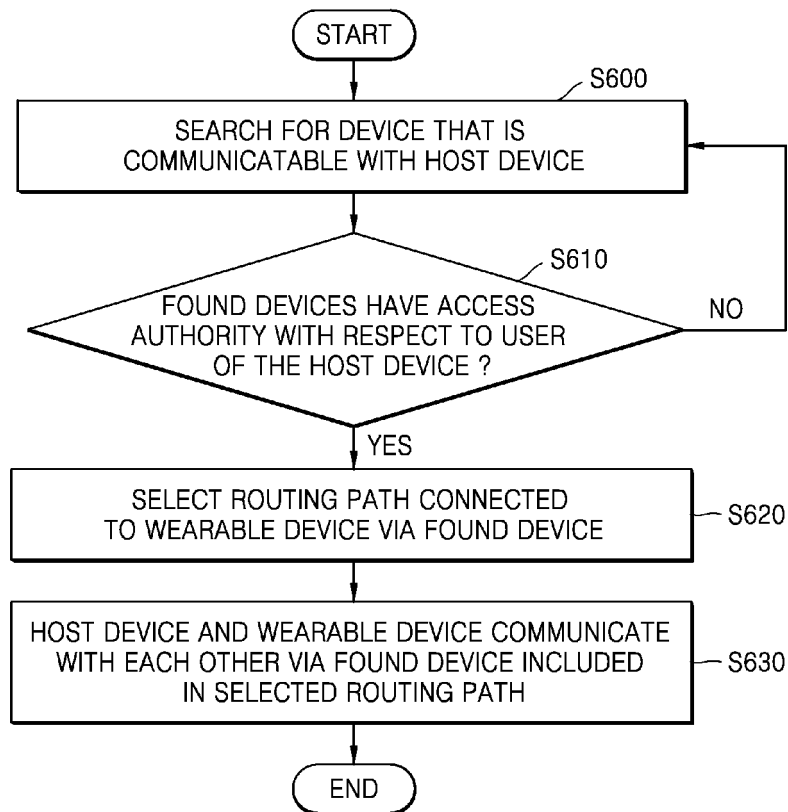 START
S600
SEARCH FOR DEVICE THAT IS
COMMUNICATABLE WITH HOST DEVICE
S610
FOUND DEVICES HAVE ACCESS
AUTHORITY WITH RESPECT TO USER
OF THE HOST DEVICE ?
NO
YES
SELECT ROUTING PATH CONNECTED
TO WEARABLE DEVICE VIA FOUND DEVICE
S620
HOST DEVICE AND WEARABLE DEVICE COMMUNICATE
WITH EACH OTHER VIA FOUND DEVICE INCLUDED
IN SELECTED ROUTING PATH
S630
END